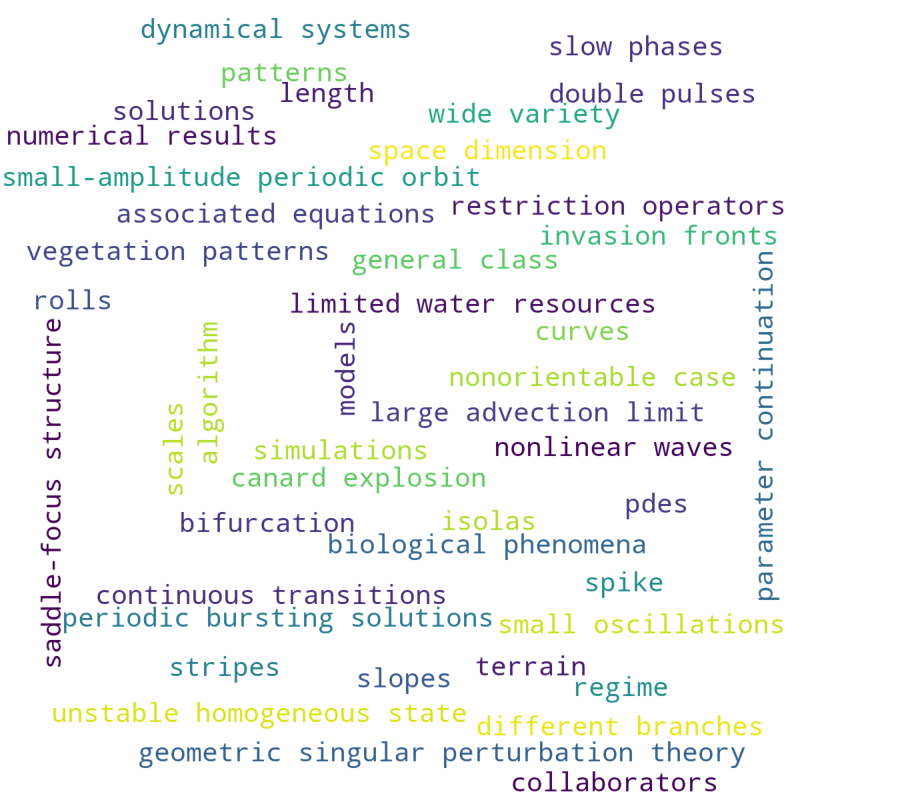 dynamical systems
slow phases
patterns
length
double pulses
solutions
wide variety
numerical results
space dimension
small-amplitude periodic orbit
associated equations
restriction operators
invasion fronts
vegetation patterns
general class
parameter continuation
rolls
limited water resources
saddle-focus structure
algorithm
models
curves
nonorientable case
scales
large advection limit
simulations
nonlinear waves
canard explosion
pdes
bifurcation
isolas
biological phenomena
spike
continuous transitions
periodic bursting solutions
small oscillations
stripes
slopes
terrain
regime
unstable homogeneous state
different branches
geometric singular perturbation theory
collaborators